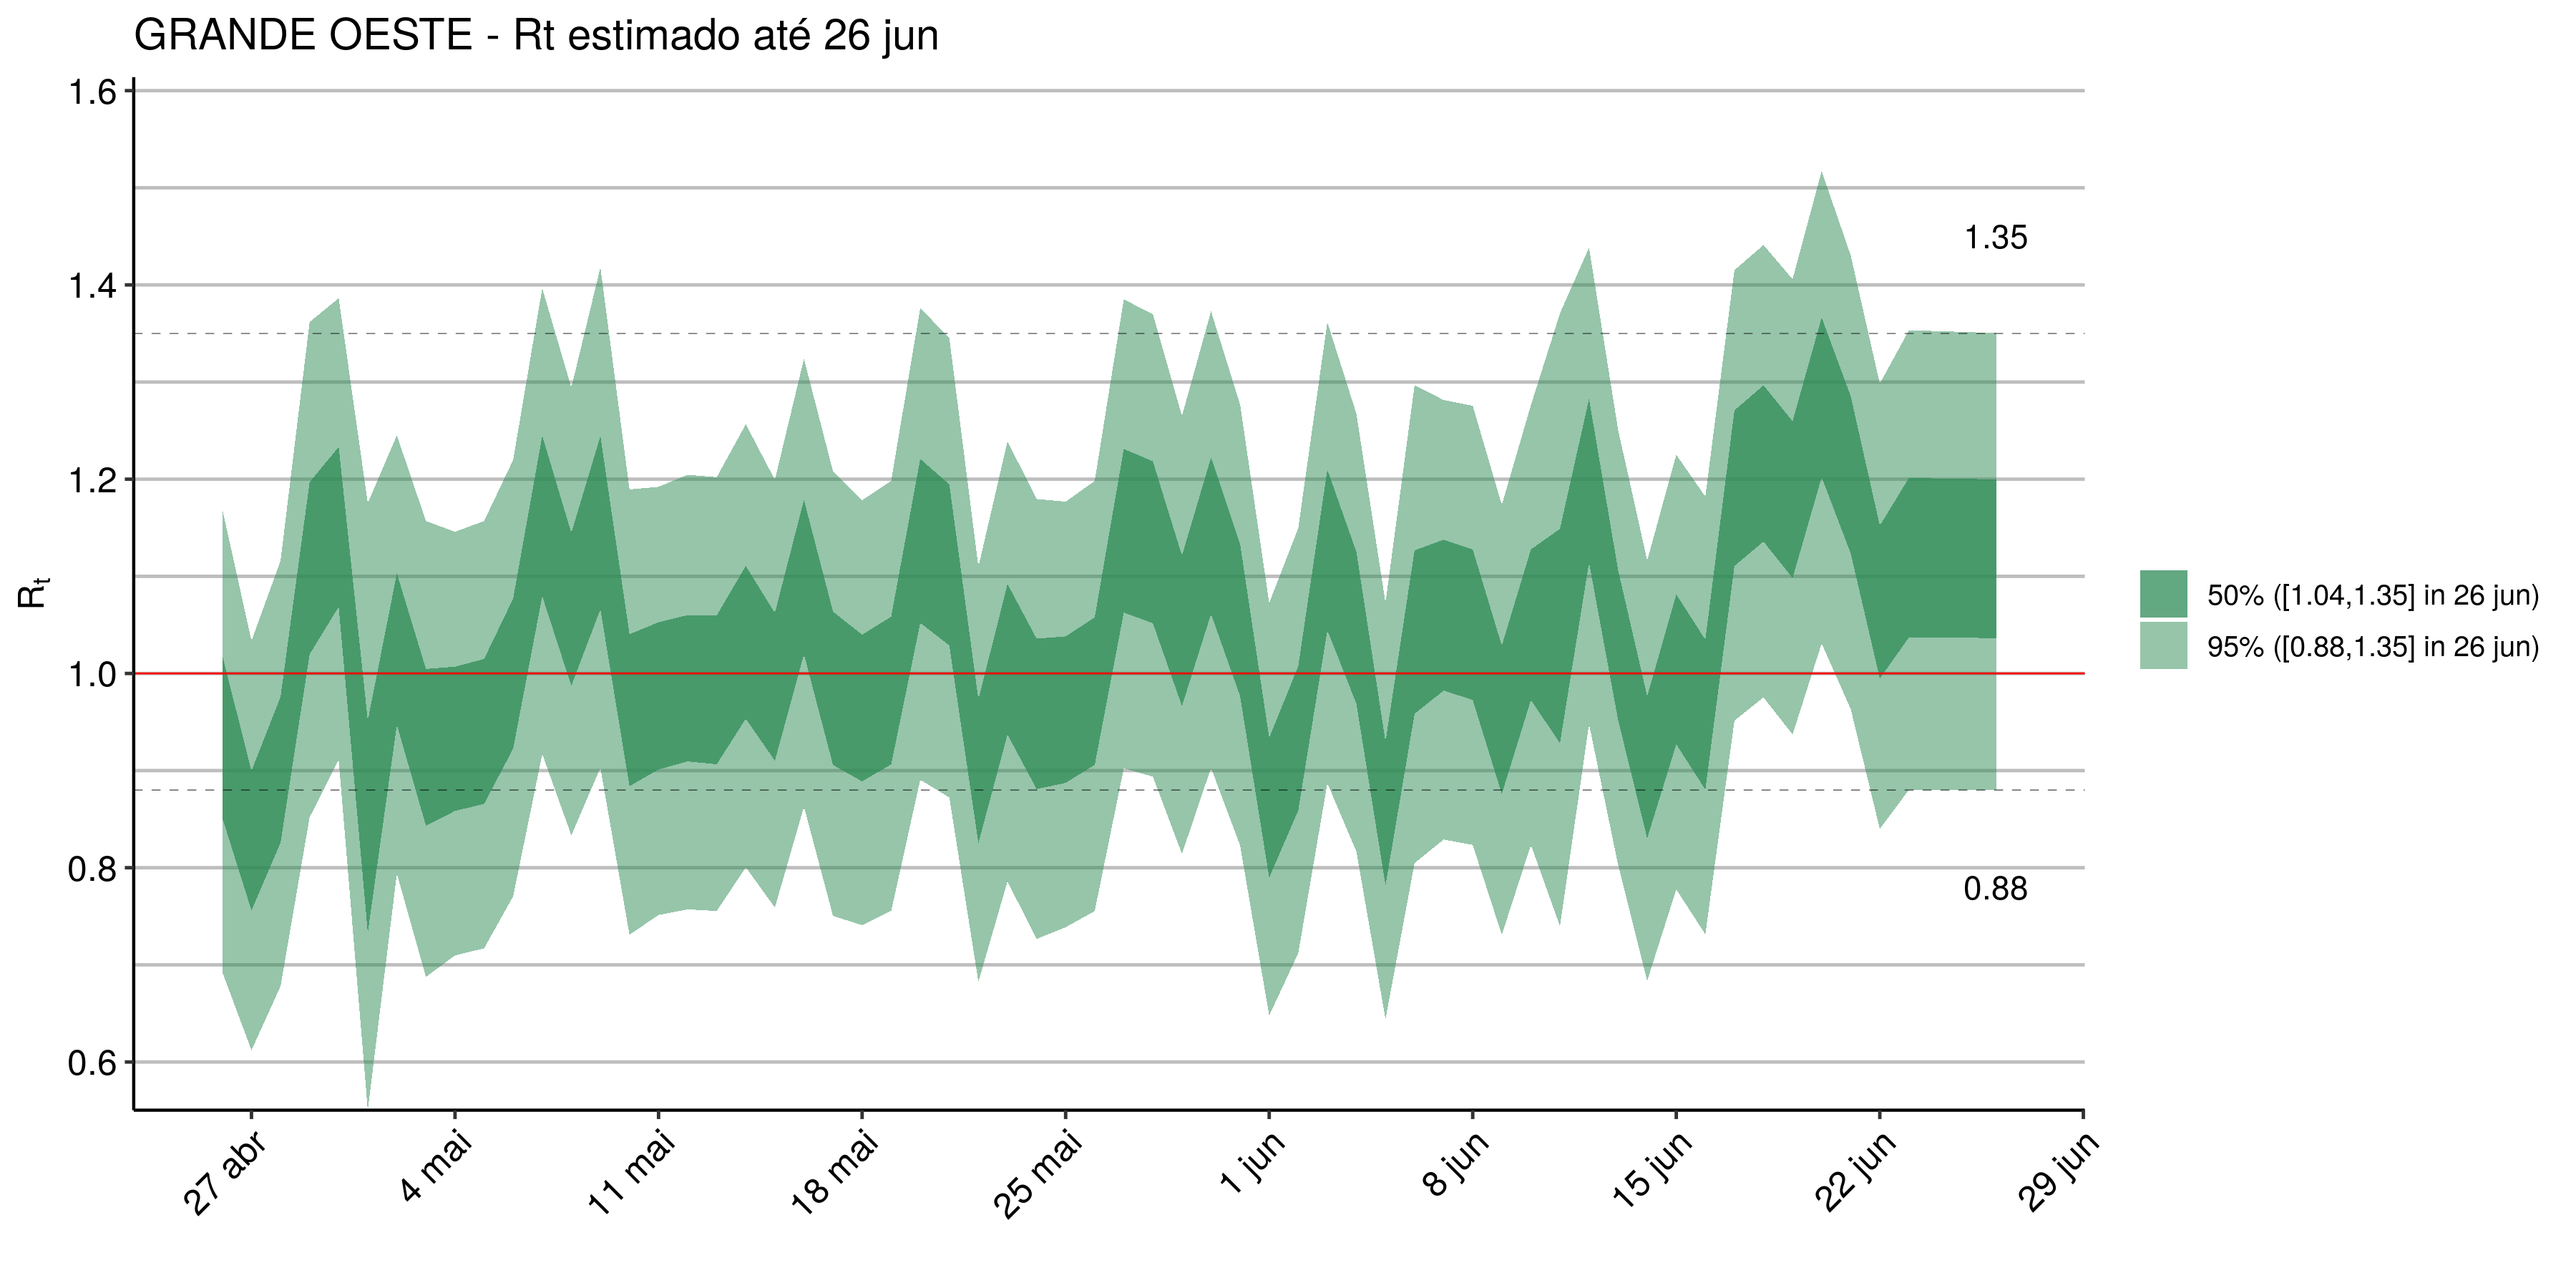 GRANDE OESTE - Rt estimado até 26 jun
1.6
1.4
1.2
1.0
0.8
0.6
Rt
1.35
0.88
27 abr
4 mai
11 mai
18 mai
25 mai
1 jun
8 jun
15 jun
22 jun
29 jun
50% ([1.04,1.35] in 26 jun)
95% ([0.88,1.35] in 26 jun)